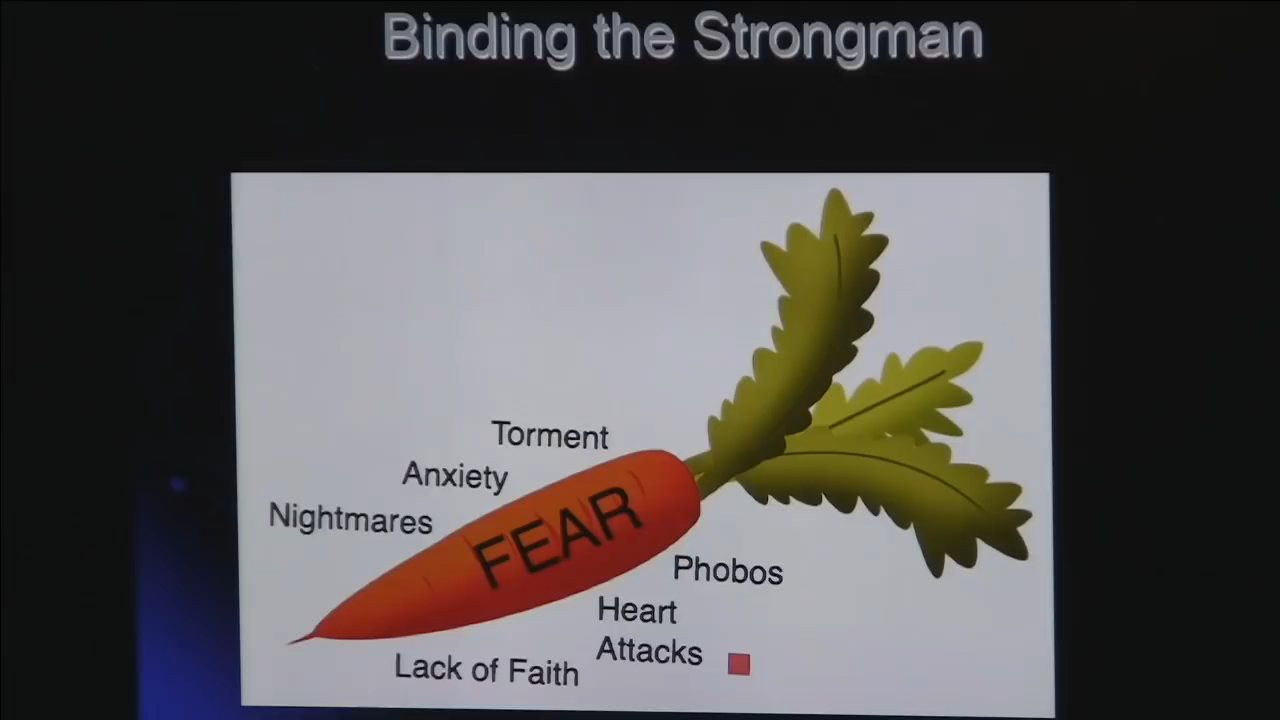 Binding the Strongman
Torment
Anxiety
Nightmares
FEAR
Phobos
Heart
Attacks
Lack of Faith